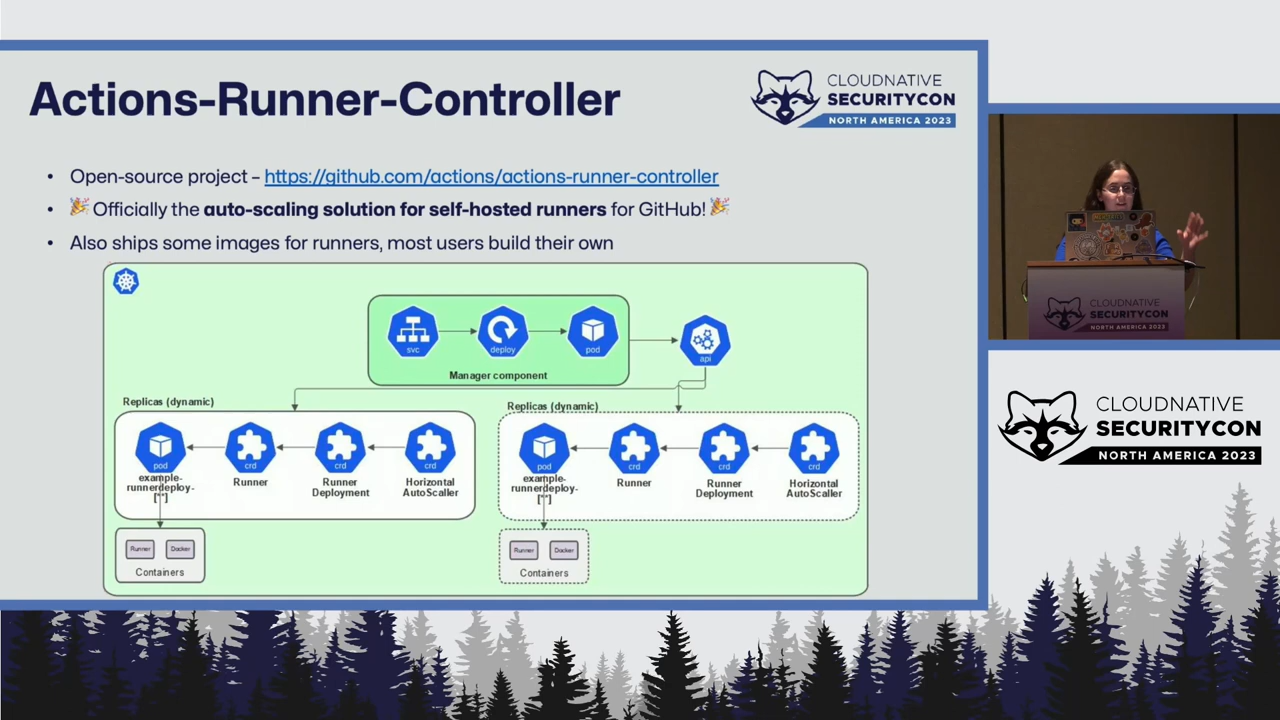 Actions-Runner-Controller
CLOUDNATIVE
SECURITYCON
NORTH AMERICA 2023
• Open-source project – https://github.com/actions/actions-runner-controller
• 🎉 Officially the auto-scaling solution for self-hosted runners for GitHub! 🎉
• Also ships some images for runners, most users build their own
svc
deploy
pod
Manager component
api
Replicas (dynamic)
pod
crd
crd
crd
example-
runnerdeploy-
[**]
Runner
Runner
Deployment
Horizontal
AutoScaller
Runner
Docker
Containers
Replicas (dynamic)
pod
crd
crd
crd
example-
runnerdeploy-
[**]
Runner
Runner
Deployment
Horizontal
AutoScaller
Runner
Docker
Containers
CLOUDNATIVE
SECURITYCON
NORTH AMERICA 2023
CLOUDNATIVE
SECURITYCON
NORTH AMERICA 2023